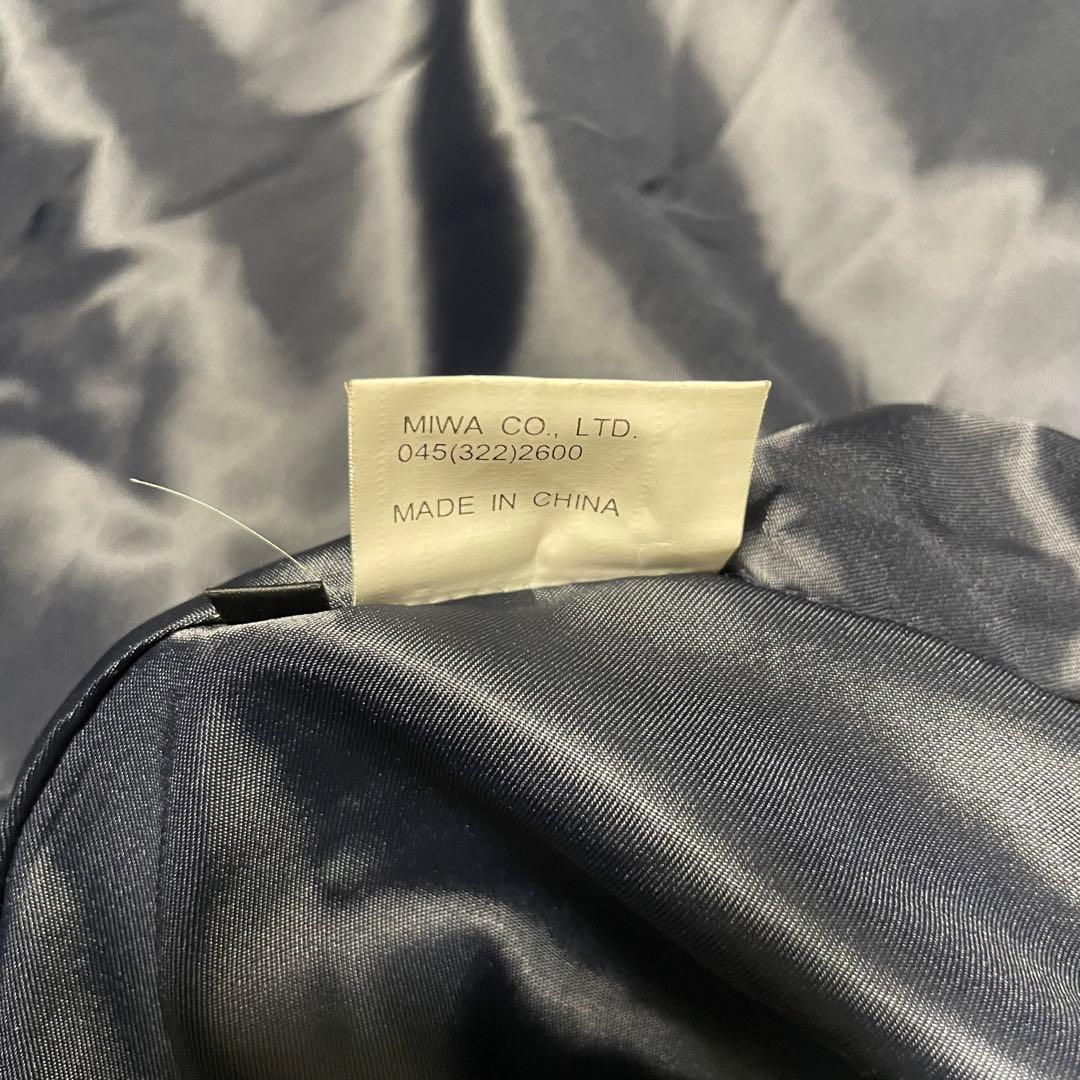 MIWA CO., LTD.
045(322)2600
MADE IN CHINA